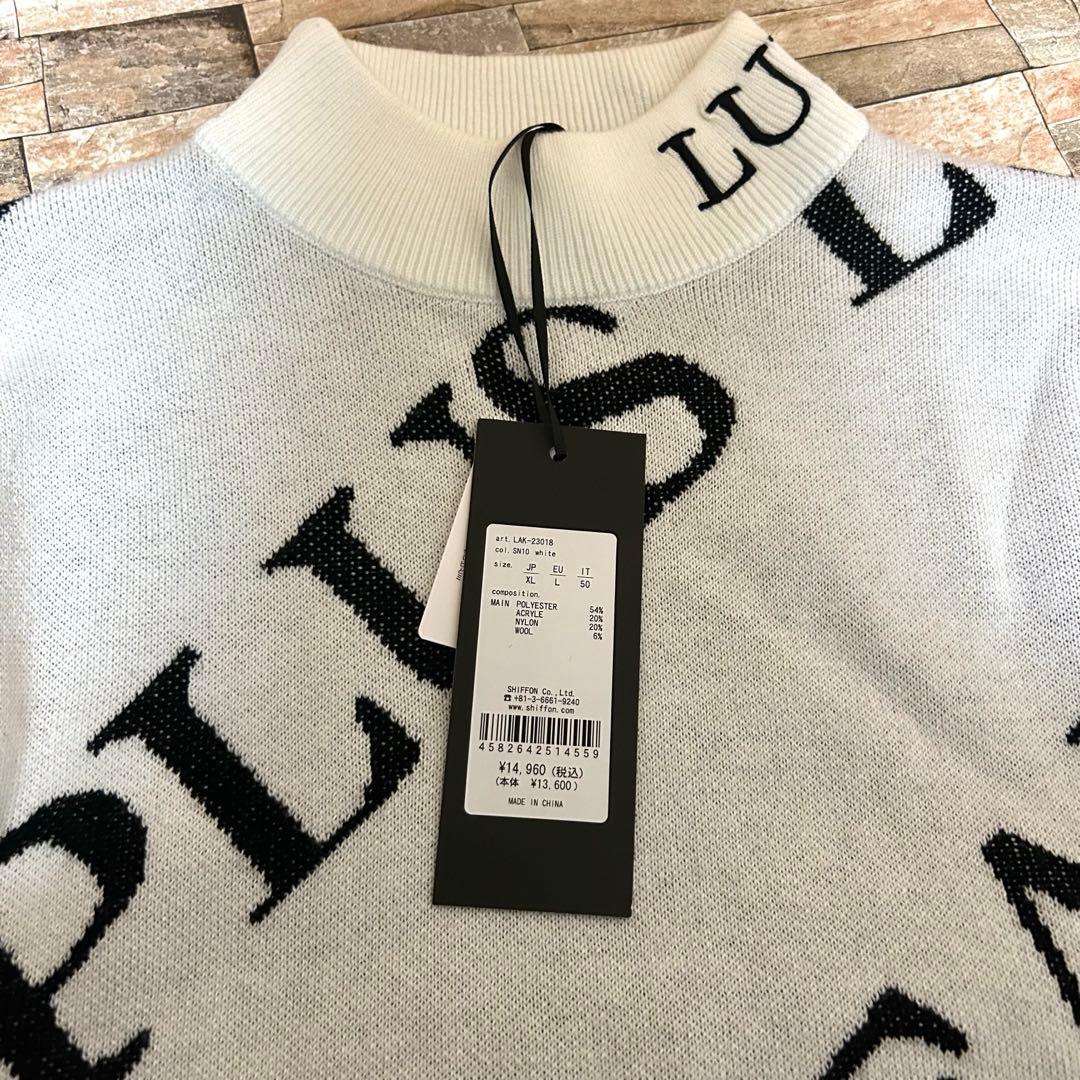 LU
L
PLUS
art. LAK-23018
col. SN10 white
size. JP EU IT
XL L 50
composition.
MAIN POLYESTER 54%
ACRYLE 20%
NYLON 20%
WOOL 6%
SHIFFON Co.,Ltd.
☎ +81-3-6661-9240
www.shiffon.com
4582642514559
¥14,960 (税込)
(本体 ¥13,600)
MADE IN CHINA